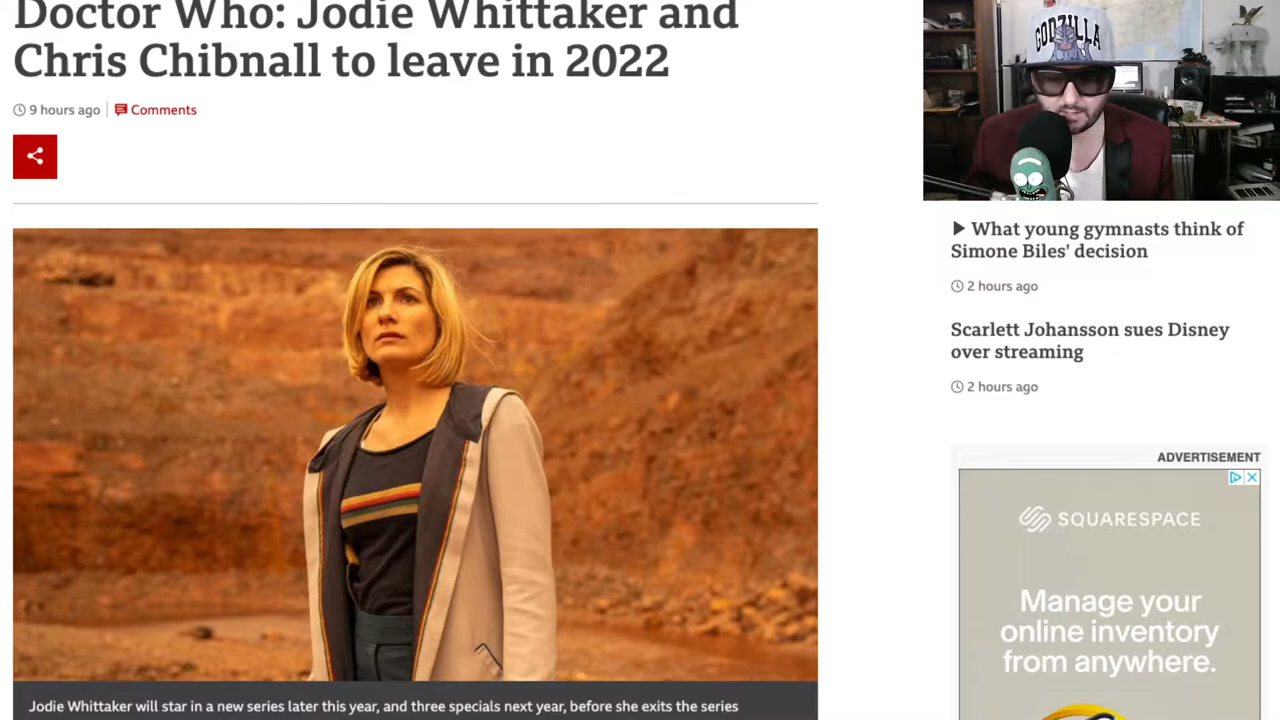 Doctor Who: Jodie Whittaker and
Chris Chibnall to leave in 2022
9 hours ago
Comments
Jodie Whittaker will star in a new series later this year, and three specials next year, before she exits the series
GODZILLA
What young gymnasts think of
Simone Biles' decision
2 hours ago
Scarlett Johansson sues Disney
over streaming
2 hours ago
ADVERTISEMENT
SQUARESPACE
Manage your
online inventory
from anywhere.